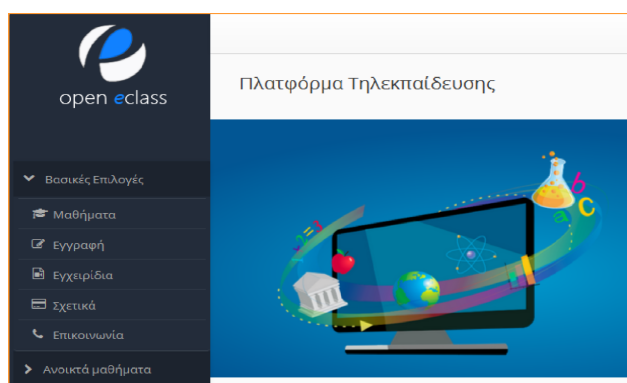 open eclass
Πλατφόρμα Τηλεκπαίδευσης
Βασικές Επιλογές
Μαθήματα
Εγγραφή
Εγχειρίδια
Σχετικά
Επικοινωνία
Ανοικτά μαθήματα
a b c